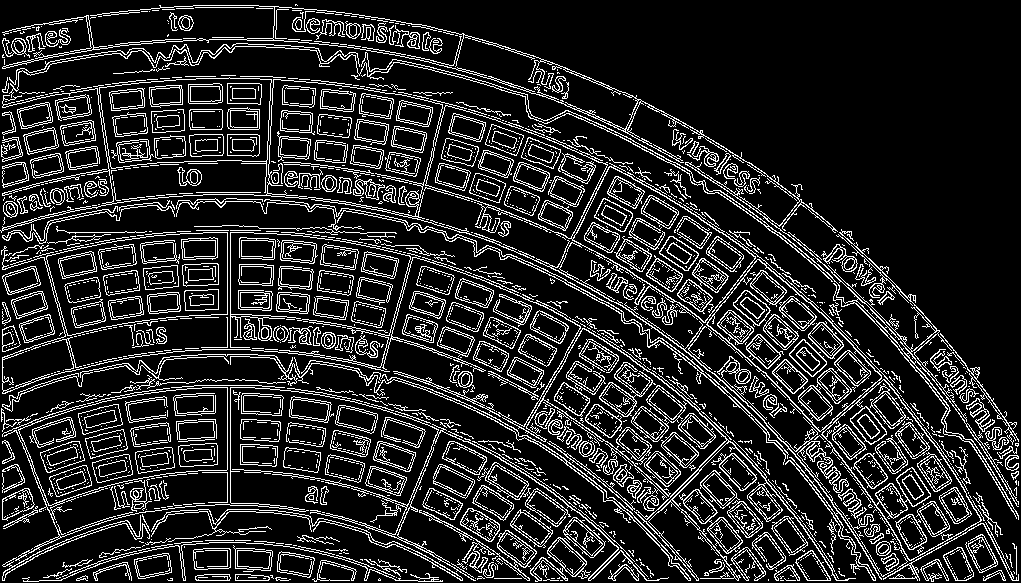 tories to demonstrate his wireless power transmissio
oratories to demonstrate his wireless power transmission
his laboratories to demonstrate
light at his